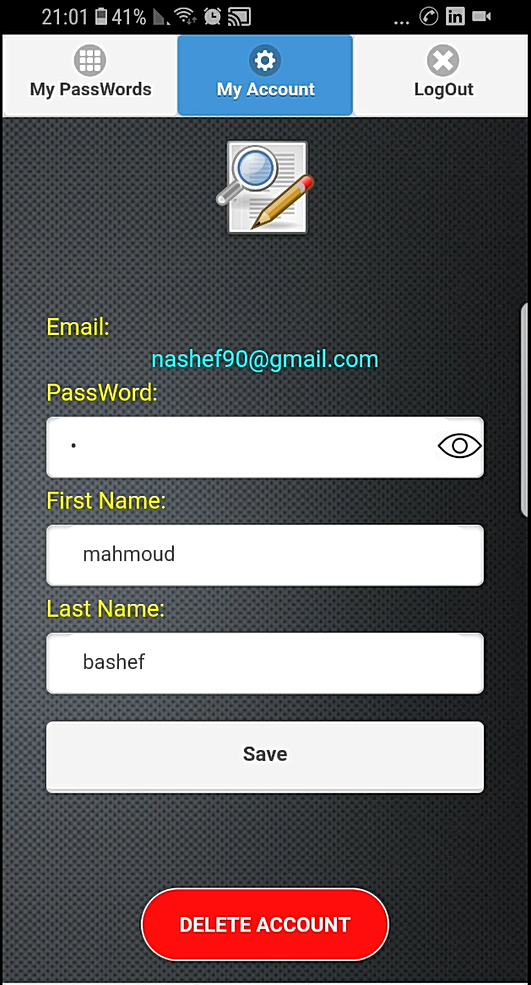 21:01 41% ...
My PassWords My Account LogOut
Email:
nashef90@gmail.com
PassWord:
•
First Name:
mahmoud
Last Name:
bashef
Save
DELETE ACCOUNT